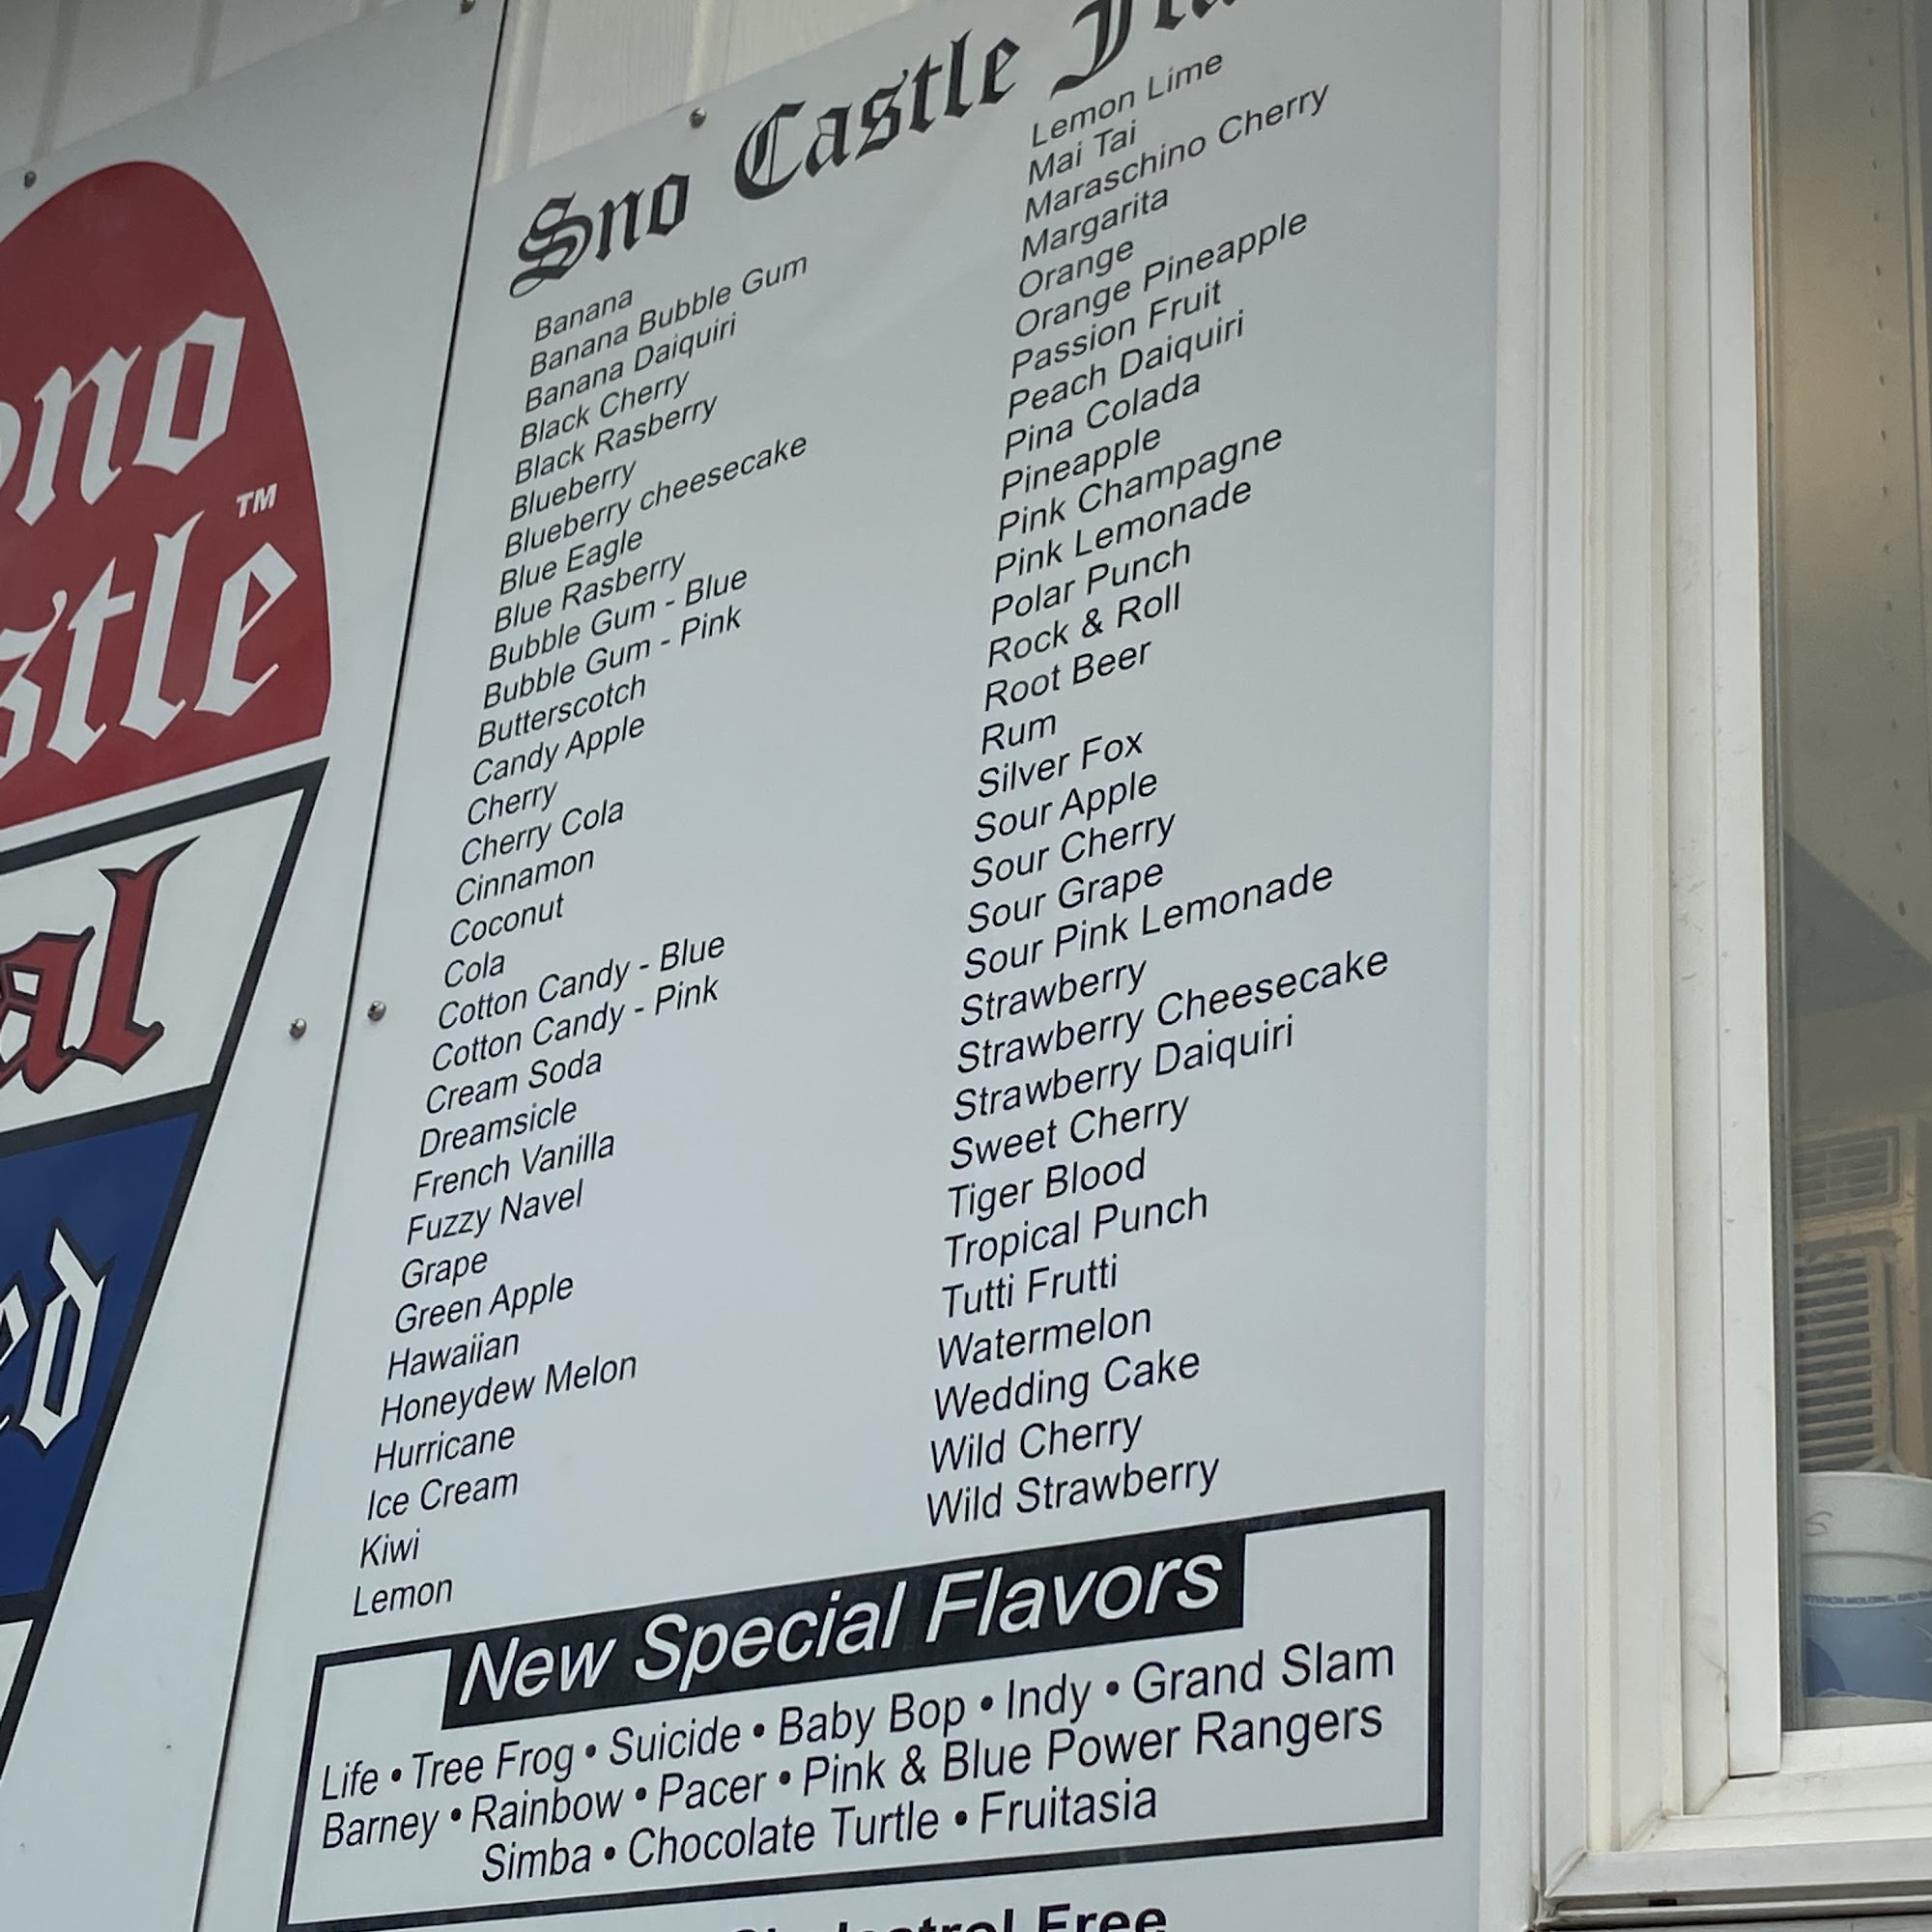 Sno Castle
Banana
Banana Bubble Gum
Banana Daiquiri
Black Cherry
Black Rasberry
Blueberry
Blueberry cheesecake
Blue Eagle
Blue Rasberry
Bubble Gum - Blue
Bubble Gum - Pink
Butterscotch
Candy Apple
Cherry
Cherry Cola
Cinnamon
Coconut
Cola
Cotton Candy - Blue
Cotton Candy - Pink
Cream Soda
Dreamsicle
French Vanilla
Fuzzy Navel
Grape
Green Apple
Hawaiian
Honeydew Melon
Hurricane
Ice Cream
Kiwi
Lemon
Lemon Lime
Mai Tai
Maraschino Cherry
Margarita
Orange
Orange Pineapple
Passion Fruit
Peach Daiquiri
Pina Colada
Pineapple
Pink Champagne
Pink Lemonade
Polar Punch
Rock & Roll
Root Beer
Rum
Silver Fox
Sour Apple
Sour Cherry
Sour Grape
Sour Pink Lemonade
Strawberry
Strawberry Cheesecake
Strawberry Daiquiri
Sweet Cherry
Tiger Blood
Tropical Punch
Tutti Frutti
Watermelon
Wedding Cake
Wild Cherry
Wild Strawberry
New Special Flavors
Life • Tree Frog • Suicide • Baby Bop • Indy • Grand Slam
Barney • Rainbow • Pacer • Pink & Blue Power Rangers
Simba • Chocolate Turtle • Fruitasia
Free
no
stle
TM
al
ed